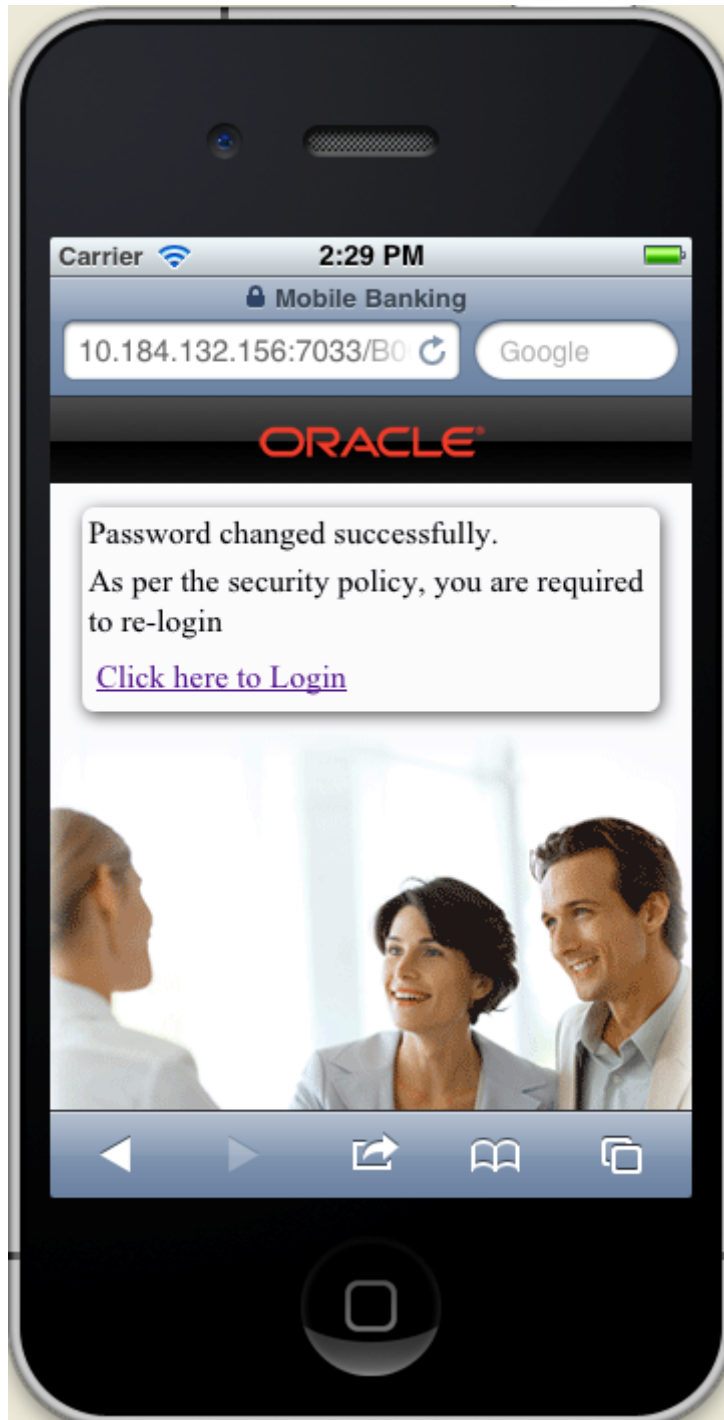 Carrier 2:29 PM
Mobile Banking
10.184.132.156:7033/B0 Google
ORACLE®
Password changed successfully.
As per the security policy, you are required
to re-login
Click here to Login